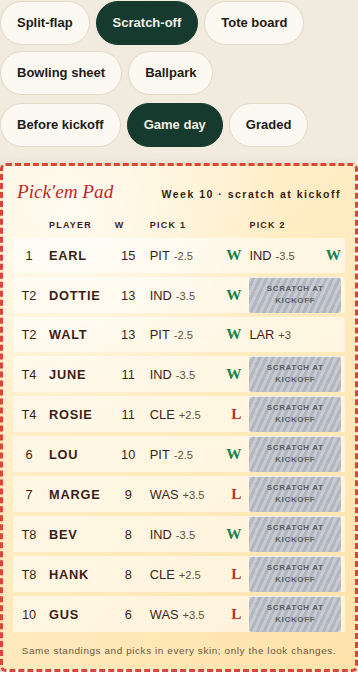 Split-flap Scratch-off Tote board
Bowling sheet Ballpark
Before kickoff Game day Graded
Pick'em Pad Week 10 · scratch at kickoff
PLAYER W PICK 1 PICK 2
1 EARL 15 PIT -2.5 W IND -3.5 W
T2 DOTTIE 13 IND -3.5 W SCRATCH AT KICKOFF
T2 WALT 13 PIT -2.5 W LAR +3
T4 JUNE 11 IND -3.5 W SCRATCH AT KICKOFF
T4 ROSIE 11 CLE +2.5 L SCRATCH AT KICKOFF
6 LOU 10 PIT -2.5 W SCRATCH AT KICKOFF
7 MARGE 9 WAS +3.5 L SCRATCH AT KICKOFF
T8 BEV 8 IND -3.5 W SCRATCH AT KICKOFF
T8 HANK 8 CLE +2.5 L SCRATCH AT KICKOFF
10 GUS 6 WAS +3.5 L SCRATCH AT KICKOFF
Same standings and picks in every skin; only the look changes.